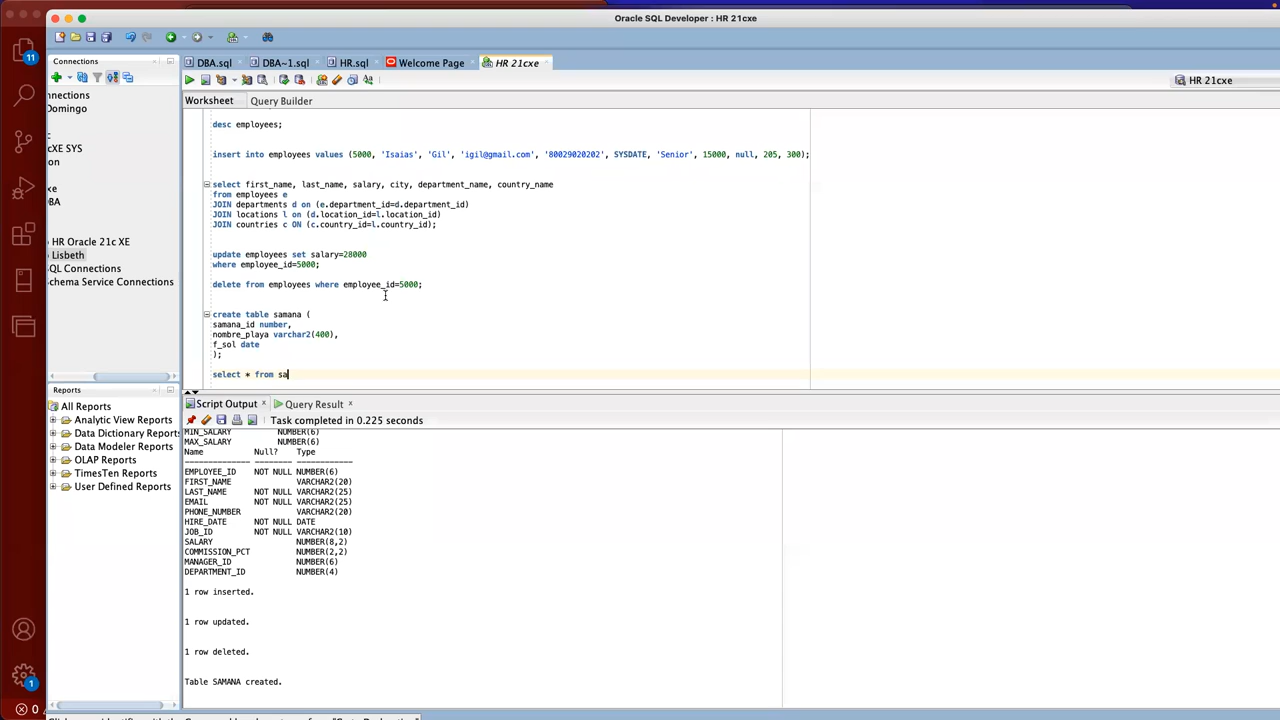 Oracle SQL Developer : HR 21cxe
11
Connections
DBA.sql
DBA~1.sql
HR.sql
Welcome Page
HR 21cxe
HR 21cxe
Worksheet
Query Builder
nnections
Domingo
c
cXE SYS
on
xe
BA
HR Oracle 21c XE
Lisbeth
SQL Connections
chema Service Connections
desc employees;
insert into employees values (5000, 'Isaias', 'Gil', 'igil@gmail.com', '80029020202', SYSDATE, 'Senior', 15000, null, 205, 300);
select first_name, last_name, salary, city, department_name, country_name
from employees e
JOIN departments d on (e.department_id=d.department_id)
JOIN locations l on (d.location_id=l.location_id)
JOIN countries c ON (c.country_id=l.country_id);
update employees set salary=28000
where employee_id=5000;
delete from employees where employee_id=5000;
create table samana (
samana_id number,
nombre_playa varchar2(400),
f_sol date
);
select * from sa
Reports
All Reports
Analytic View Reports
Data Dictionary Reports
Data Modeler Reports
OLAP Reports
TimesTen Reports
User Defined Reports
Script Output
Query Result
Task completed in 0.225 seconds
MIN_SALARY NUMBER(6)
MAX_SALARY NUMBER(6)
Name Null? Type
-------------- -------- ------------
EMPLOYEE_ID NOT NULL NUMBER(6)
FIRST_NAME VARCHAR2(20)
LAST_NAME NOT NULL VARCHAR2(25)
EMAIL NOT NULL VARCHAR2(25)
PHONE_NUMBER VARCHAR2(20)
HIRE_DATE NOT NULL DATE
JOB_ID NOT NULL VARCHAR2(10)
SALARY NUMBER(8,2)
COMMISSION_PCT NUMBER(2,2)
MANAGER_ID NUMBER(6)
DEPARTMENT_ID NUMBER(4)
1 row inserted.
1 row updated.
1 row deleted.
Table SAMANA created.
1
0